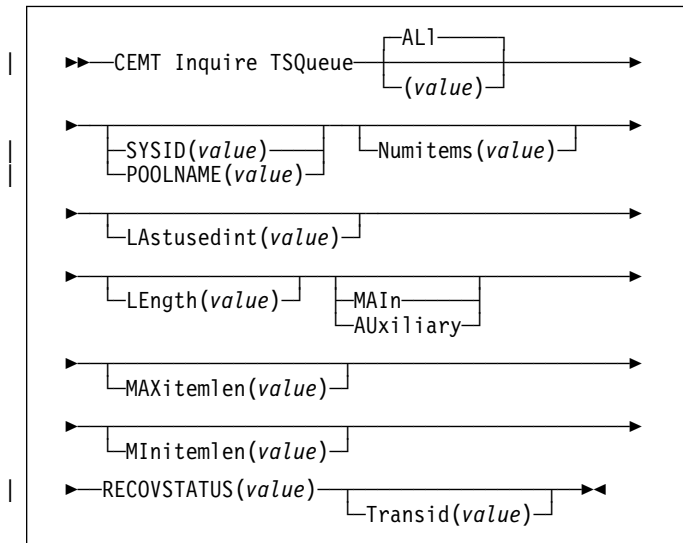 ALl
| CEMT Inquire TSQueue
(value)
| SYSID(value) Numitems(value)
| POOLNAME(value)
LAstusedint(value)
LEngth(value) MAIn
AUxiliary
MAXitemlen(value)
MInitemlen(value)
| RECOVSTATUS(value)
Transid(value)